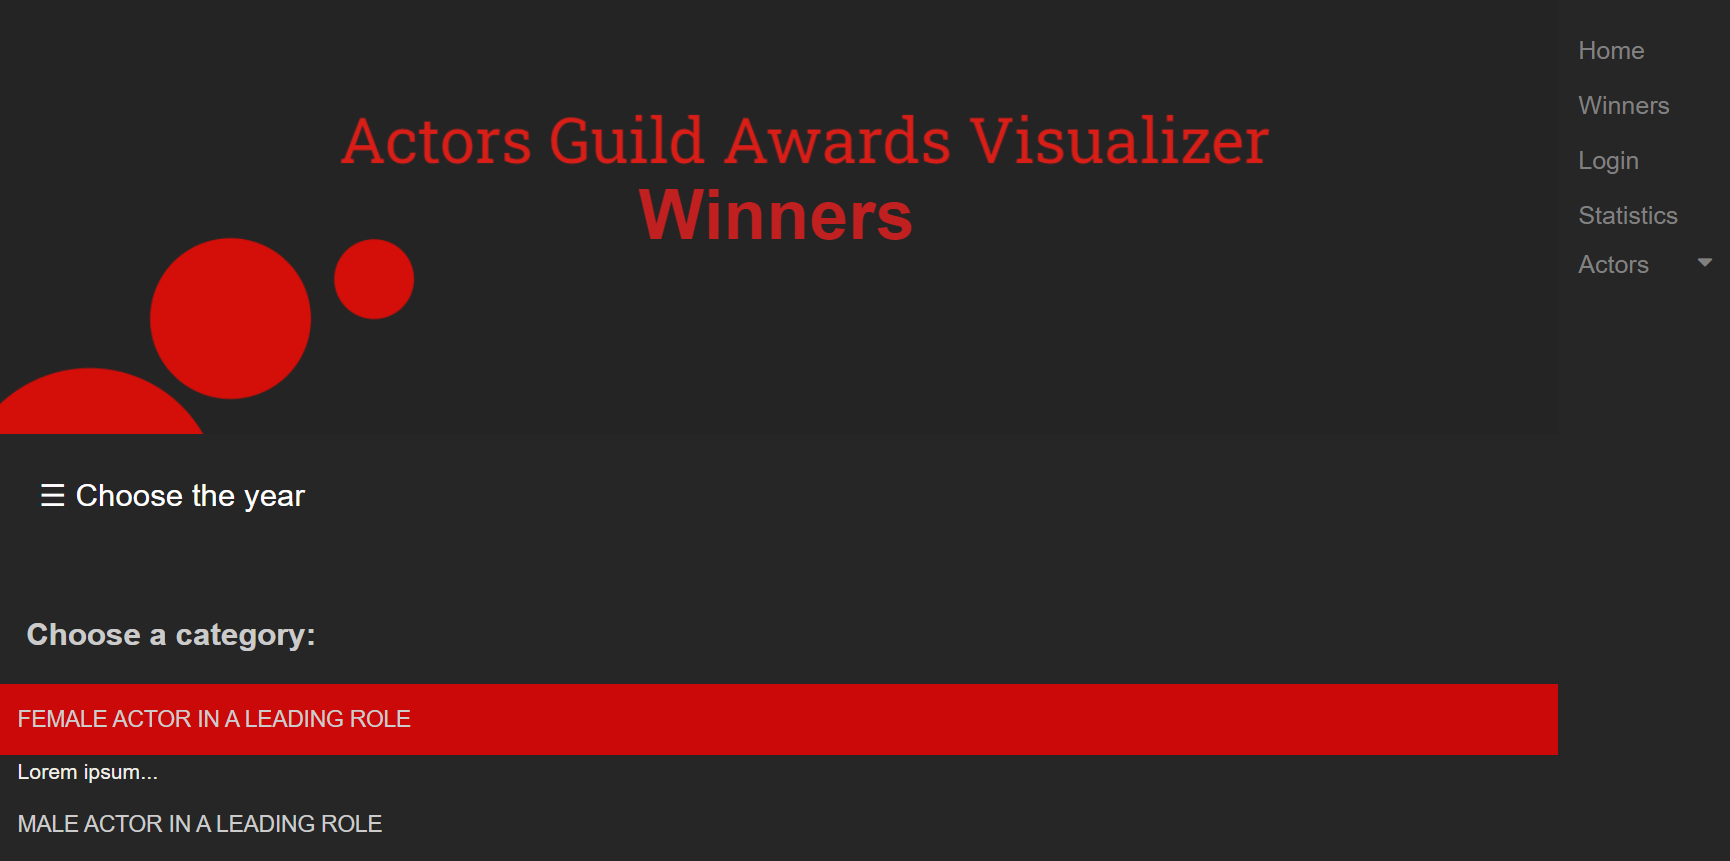 Actors Guild Awards Visualizer
Winners
Home
Winners
Login
Statistics
Actors
☰ Choose the year
Choose a category:
FEMALE ACTOR IN A LEADING ROLE
Lorem ipsum...
MALE ACTOR IN A LEADING ROLE